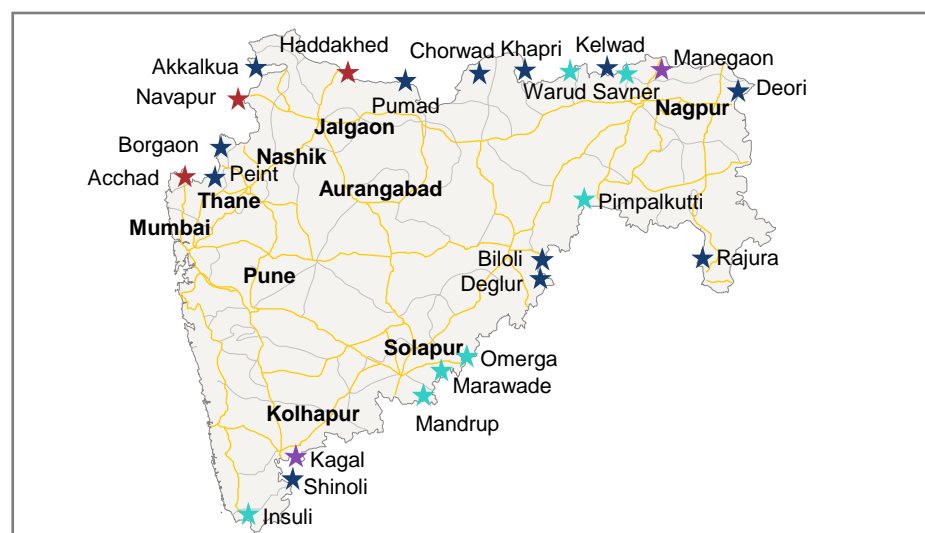 Haddakhed
Chorwad
Khapri
Kelwad
Akkalkua
Manegaon
Navapur
Pumad
Warud
Savner
Deori
Nagpur
Jalgaon
Borgaon
Nashik
Acchad
Peint
Aurangabad
Thane
Pimpalkutti
Mumbai
Biloli
Rajura
Pune
Deglur
Solapur
Omerga
Marawade
Kolhapur
Mandrup
Kagal
Shinoli
Insuli